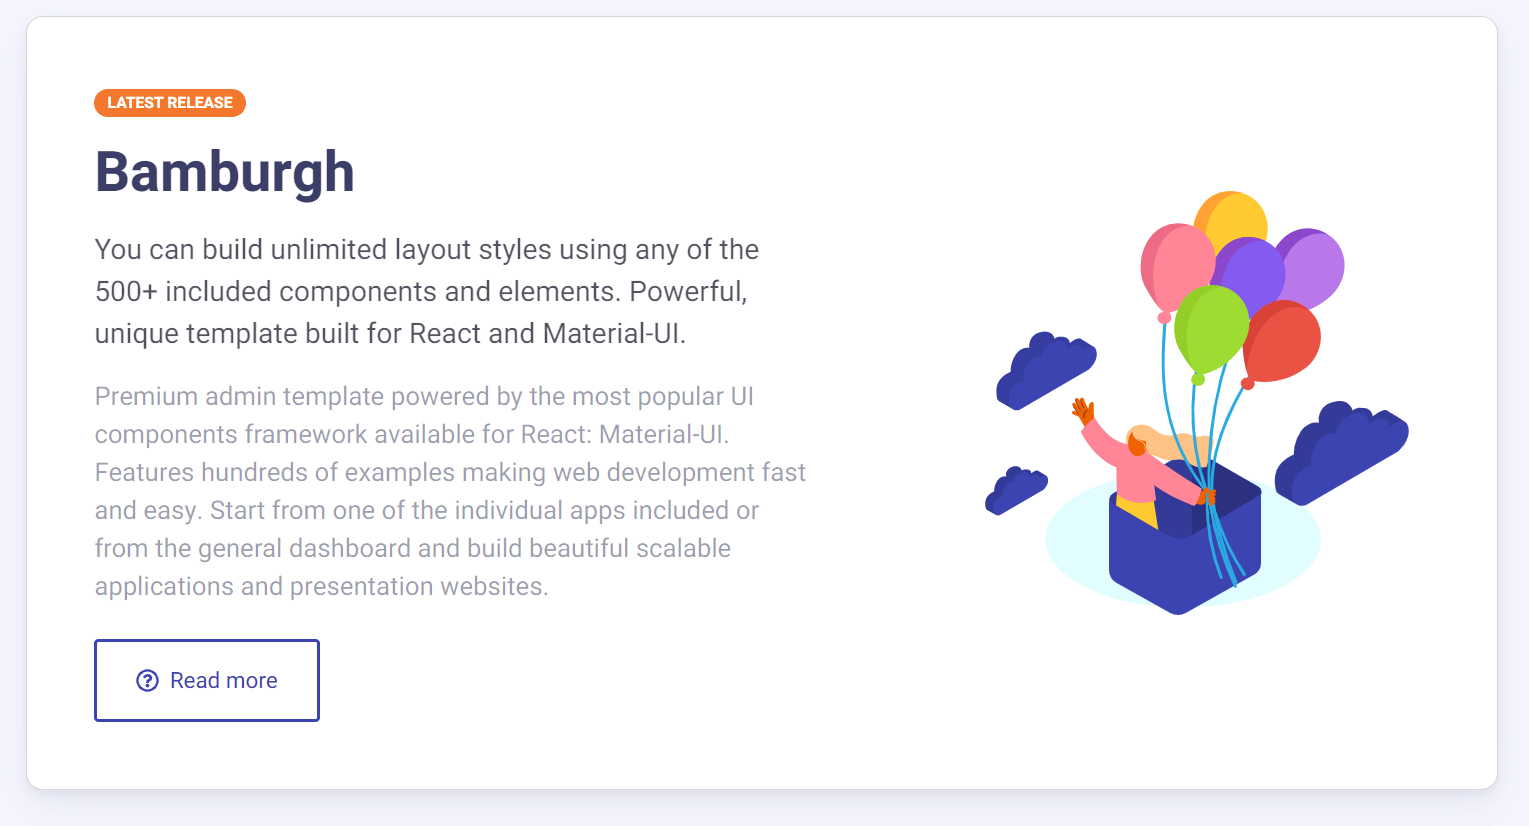 LATEST RELEASE
Bamburgh
You can build unlimited layout styles using any of the
500+ included components and elements. Powerful,
unique template built for React and Material-UI.
Premium admin template powered by the most popular UI
components framework available for React: Material-UI.
Features hundreds of examples making web development fast
and easy. Start from one of the individual apps included or
from the general dashboard and build beautiful scalable
applications and presentation websites.
Read more